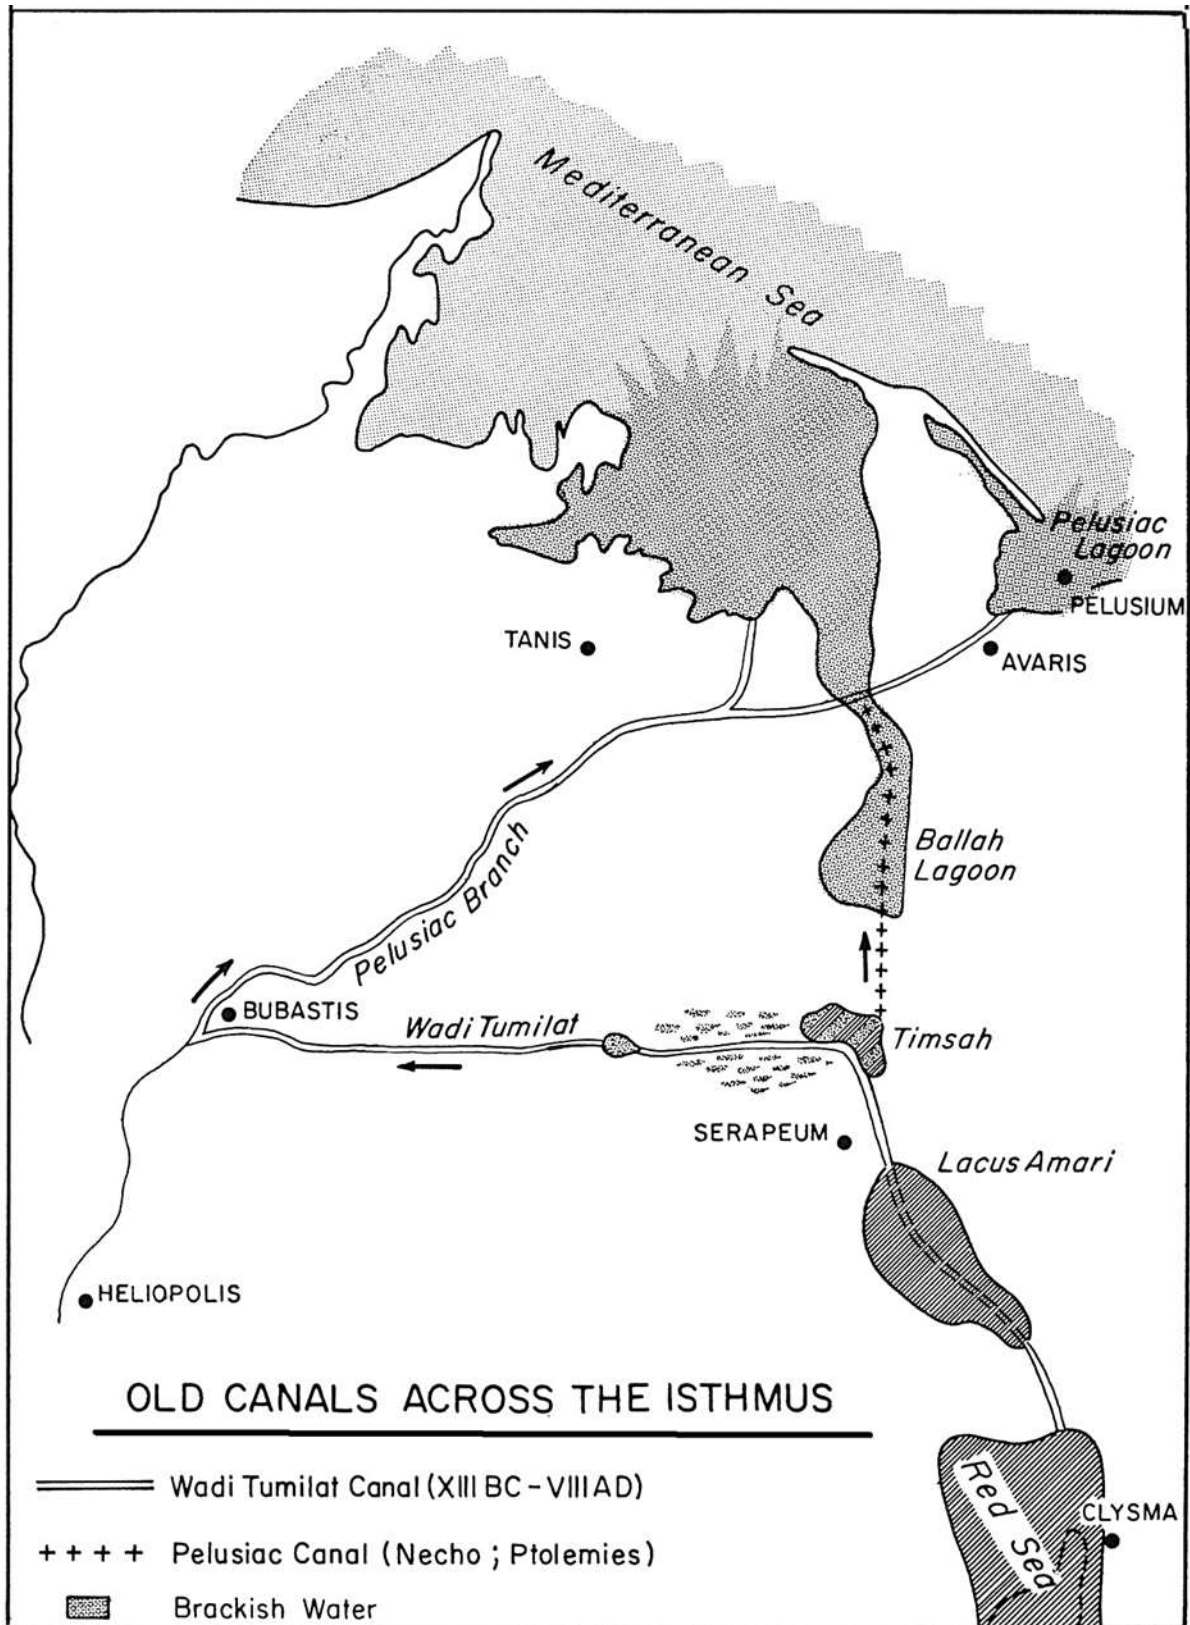 Mediterranean Sea
Pelusiac
Lagoon
PELUSIUM
TANIS
AVARIS
Ballah
Lagoon
Pelusiac Branch
BUBASTIS
Wadi Tumilat
Timsah
SERAPEUM
Lacus Amari
HELIOPOLIS
OLD CANALS ACROSS THE ISTHMUS
Wadi Tumilat Canal (XIII BC - VIII AD)
Red Sea
CLYSMA
++++ Pelusiac Canal (Necho ; Ptolemies)
Brackish Water